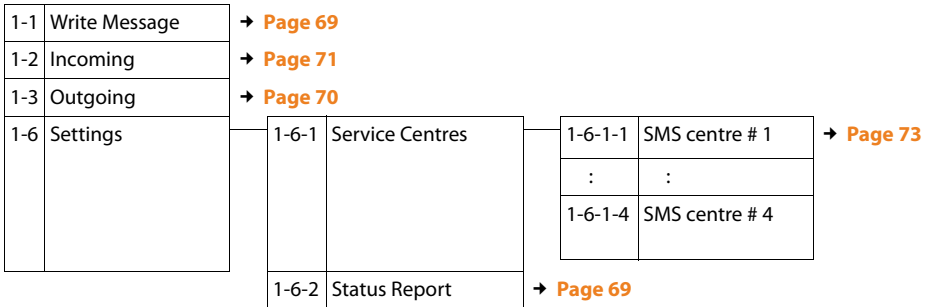 1-1 Write Message ➜ Page 69
1-2 Incoming ➜ Page 71
1-3 Outgoing ➜ Page 70
1-6 Settings 1-6-1 Service Centres 1-6-1-1 SMS centre # 1 ➜ Page 73
: :
1-6-1-4 SMS centre # 4
1-6-2 Status Report ➜ Page 69